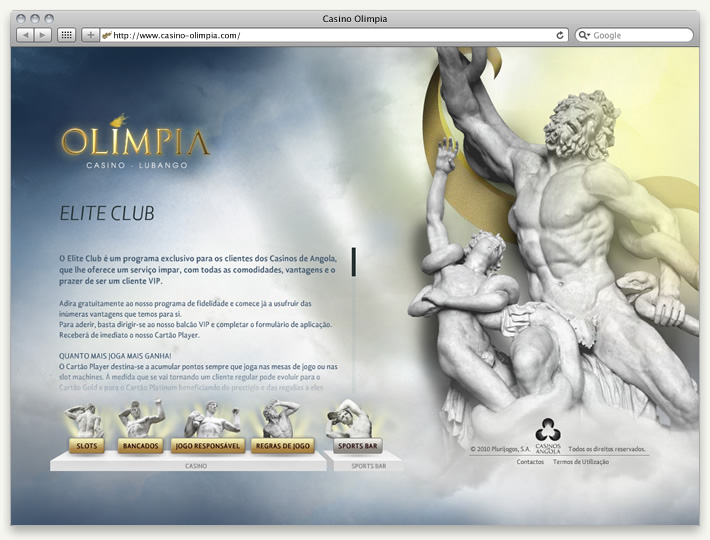 Casino Olimpia
http://www.casino-olimpia.com/
Google
OLIMPIA
CASINO - LUBANGO
ELITE CLUB
O Elite Club é um programa exclusivo para os clientes dos Casinos de Angola,
que lhe oferece um serviço impar, com todas as comodidades, vantagens e o
prazer de ser um cliente VIP.
Adira gratuitamente ao nosso programa de fidelidade e comece já a usufruir das
inúmeras vantagens que temos para si.
Para aderir, basta dirigir-se ao nosso balcão VIP e completar o formulário de aplicação.
Receberá de imediato o nosso Cartão Player.
QUANTO MAIS JOGA MAIS GANHA!
O Cartão Player destina-se a acumular pontos sempre que joga nas mesas de jogo ou nas
slot machines. À medida que se vai tornando um cliente regular pode evoluir para o
Cartão Gold e para o Cartão Platinum beneficiando do prestígio e das regalias a eles
SLOTS
BANCADOS
JOGO RESPONSÁVEL
REGRAS DE JOGO
SPORTS BAR
CASINO
SPORTS BAR
© 2010 Plurijogos, S.A.
CASINOS
ANGOLA
Todos os direitos reservados.
Contactos
Termos de Utilização